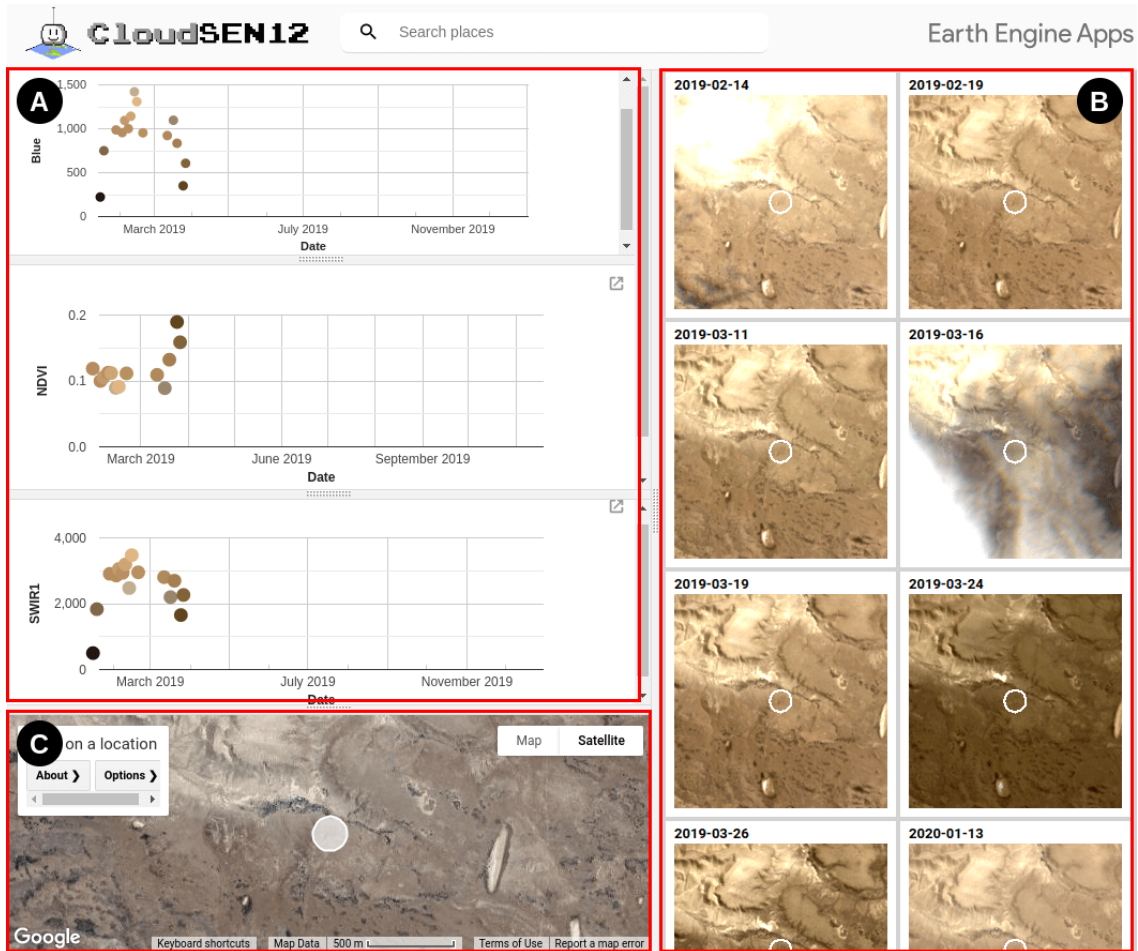 CloudSEN12
Search places
Earth Engine Apps
A
1,500
1,000
500
0
Blue
March 2019
July 2019
November 2019
Date
0.2
0.1
0.0
NDVI
March 2019
June 2019
September 2019
Date
4,000
2,000
0
SWIR1
March 2019
July 2019
November 2019
Date
C
on a location
About ❯
Options ❯
Map
Satellite
Google
Keyboard shortcuts
Map Data
500 m
Terms of Use
Report a map error
B
2019-02-14
2019-02-19
2019-03-11
2019-03-16
2019-03-19
2019-03-24
2019-03-26
2020-01-13